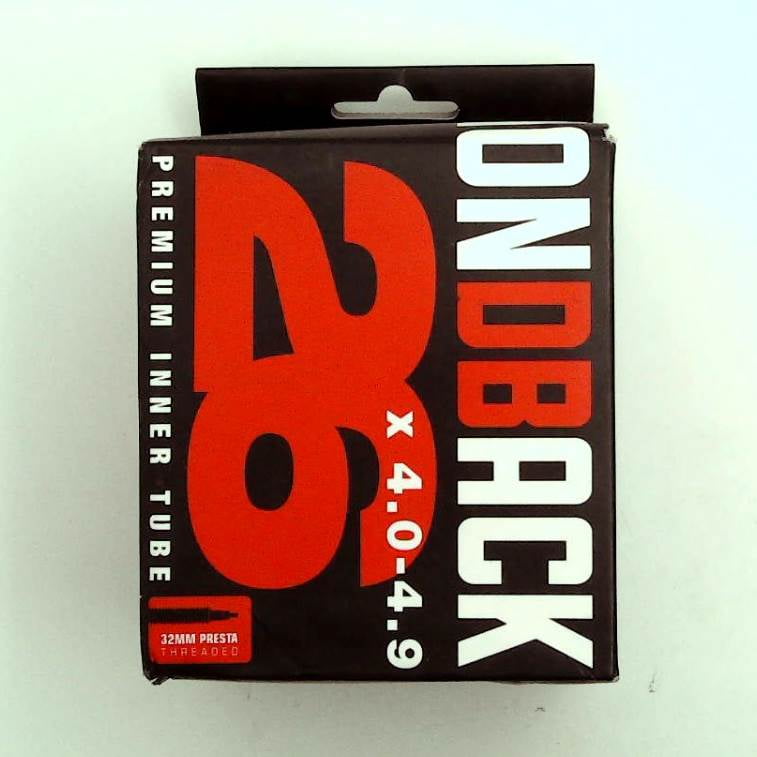 ONDBACK
26
x 4.0-4.9
PREMIUM INNER TUBE
32MM PRESTA
THREADED